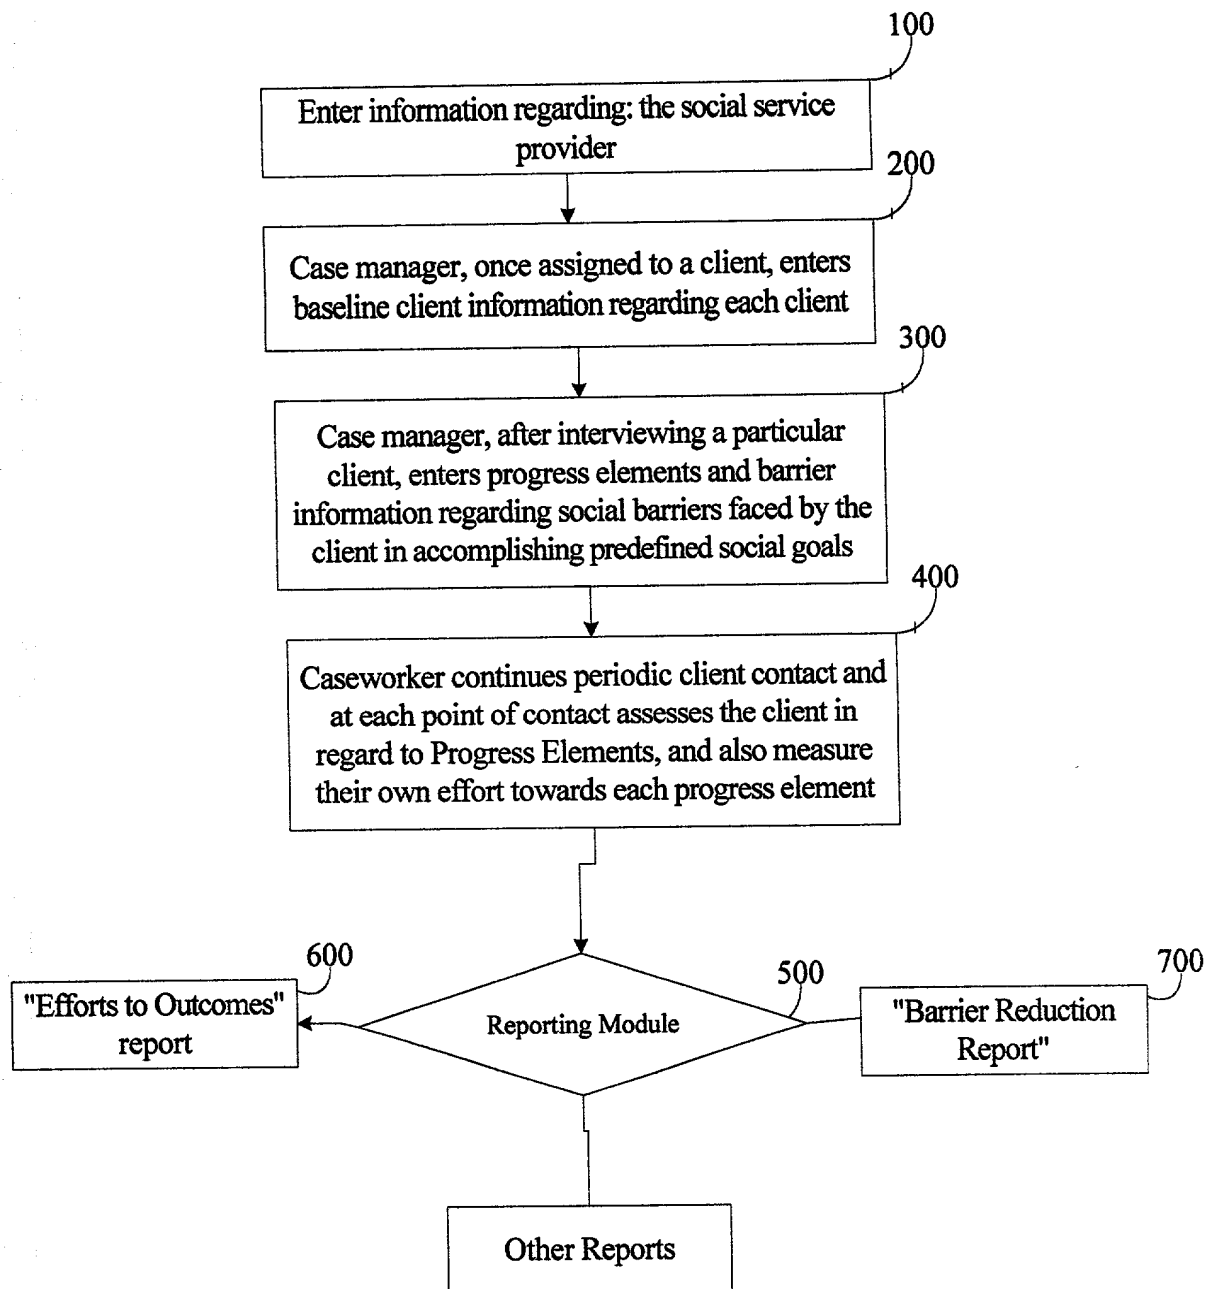 100
Enter information regarding: the social service
provider
200
Case manager, once assigned to a client, enters
baseline client information regarding each client
300
Case manager, after interviewing a particular
client, enters progress elements and barrier
information regarding social barriers faced by the
client in accomplishing predefined social goals
400
Caseworker continues periodic client contact and
at each point of contact assesses the client in
regard to Progress Elements, and also measure
their own effort towards each progress element
600
"Efforts to Outcomes"
report
500
Reporting Module
700
"Barrier Reduction
Report"
Other Reports